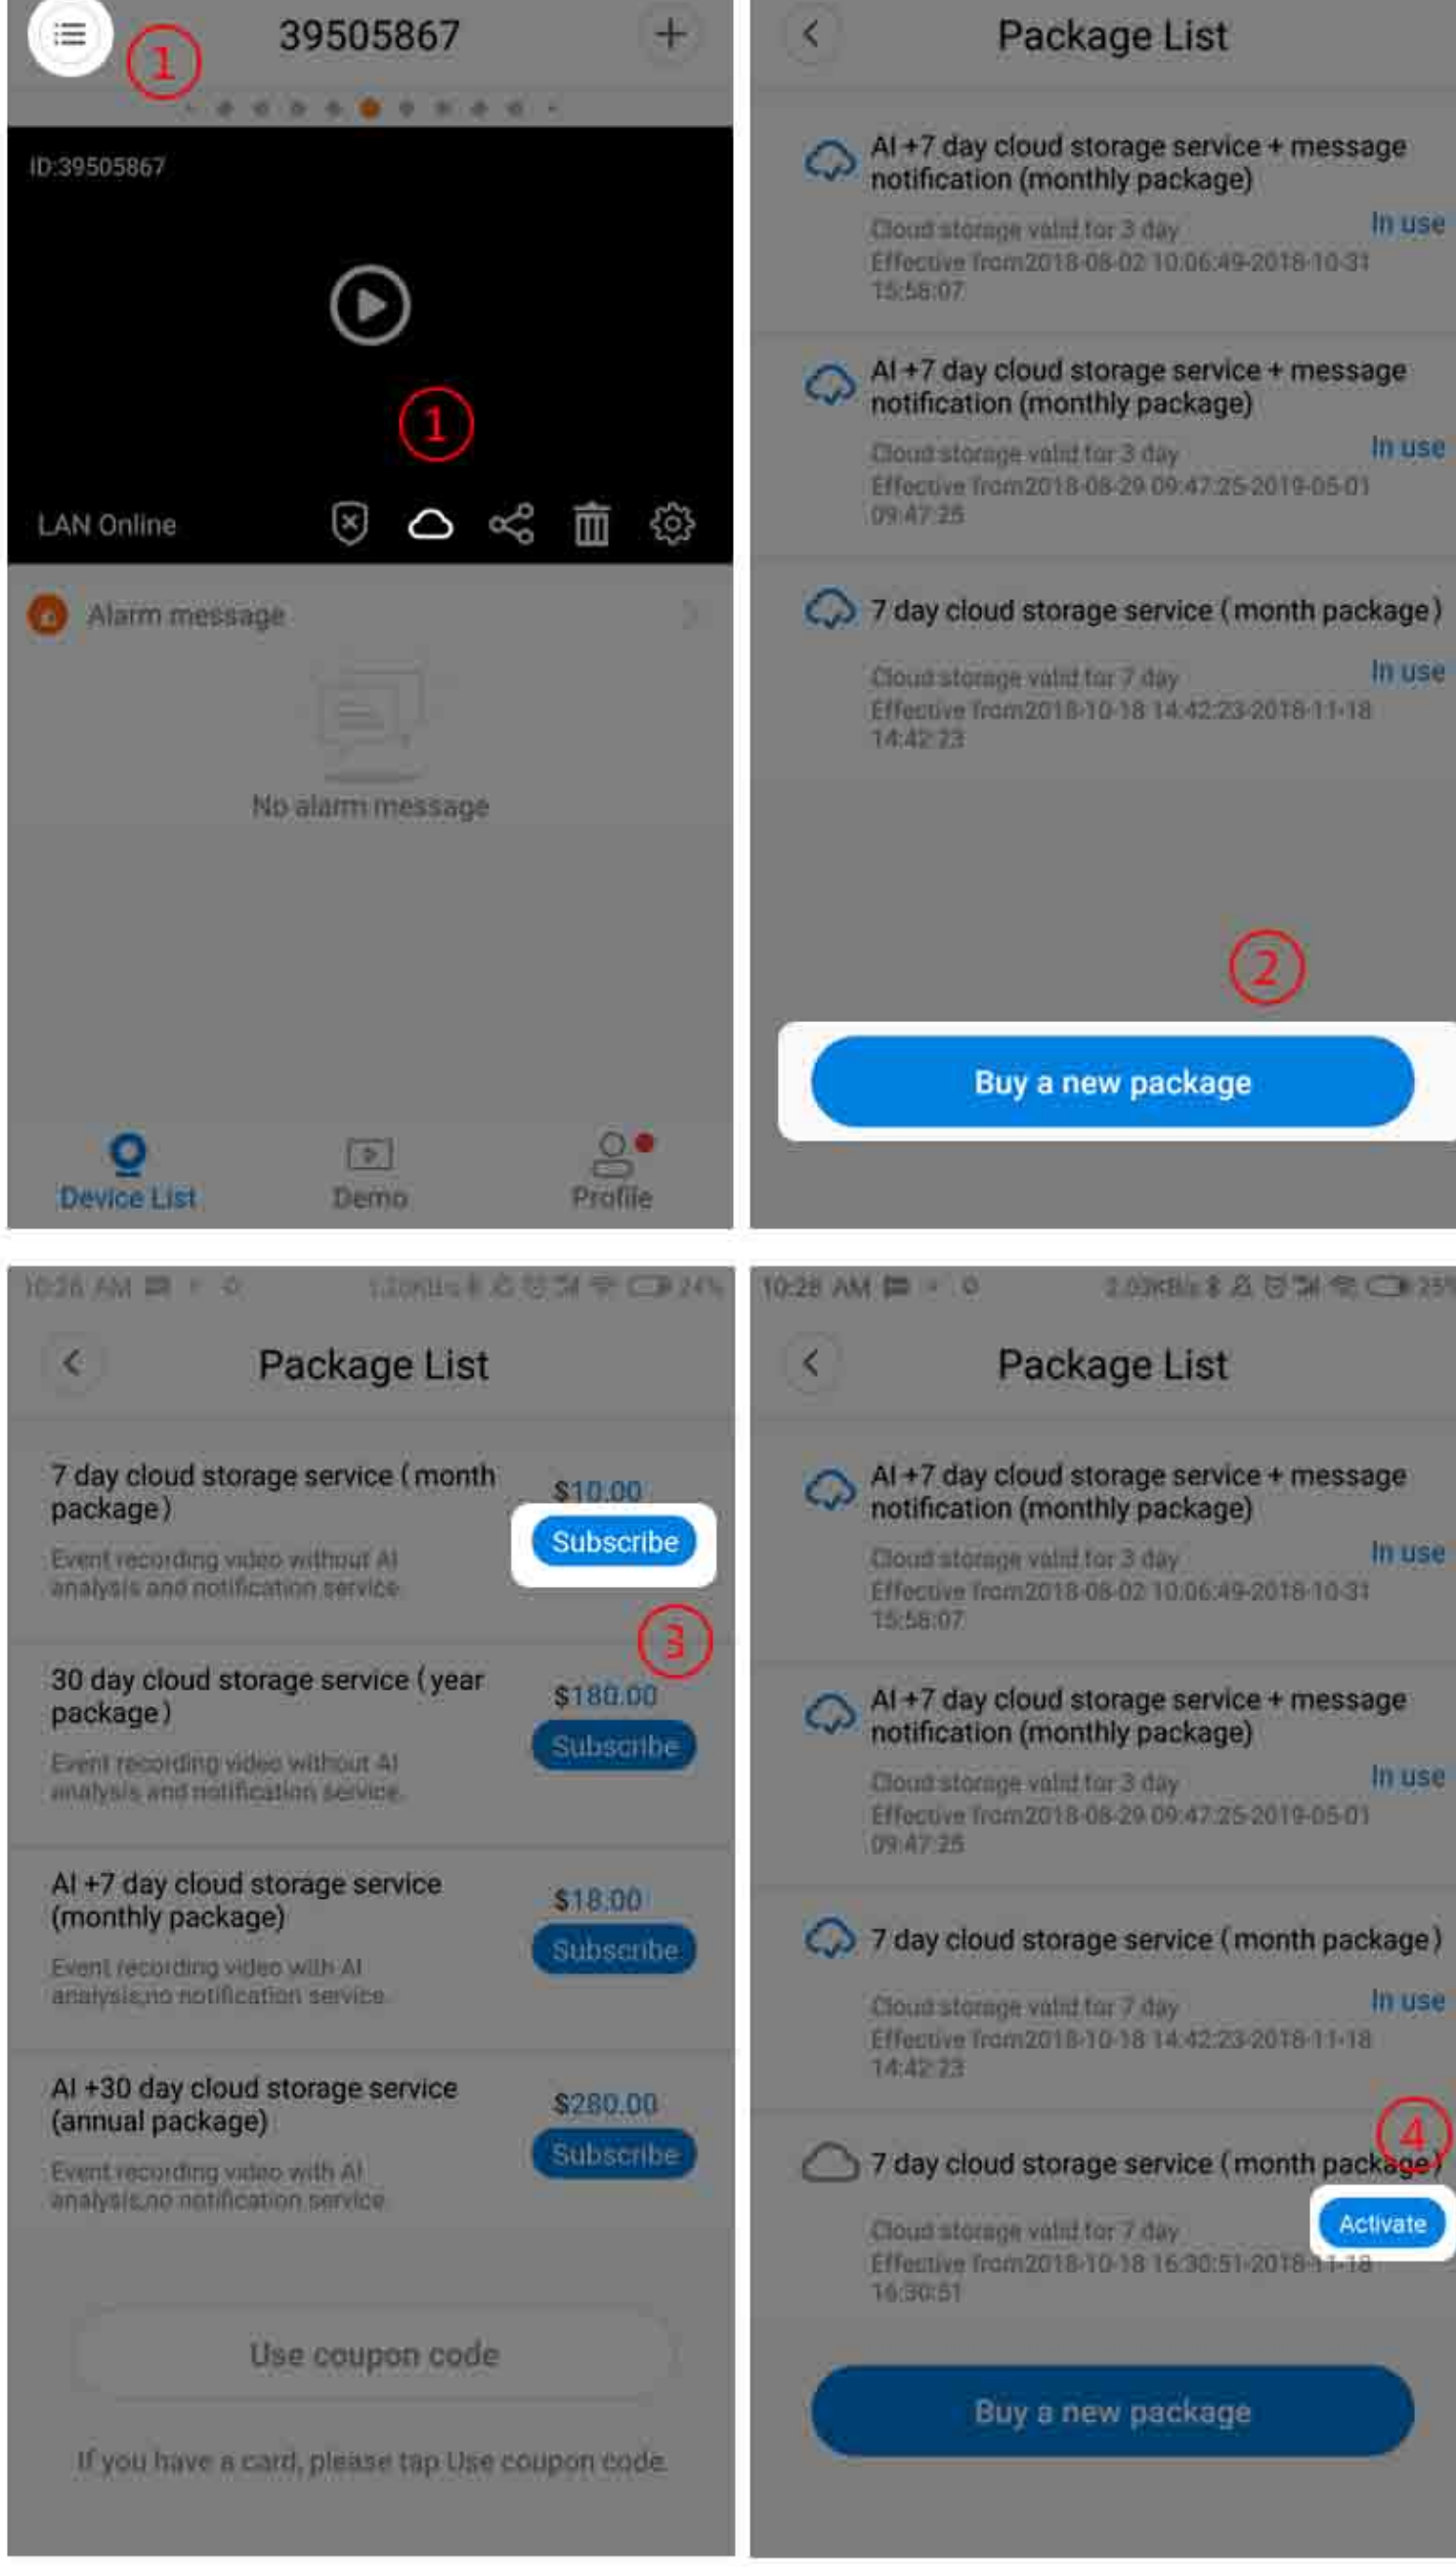 39505867
1
ID:39505867
1
LAN Online
Alarm message
No alarm message
Device List
Demo
Profile
Package List
AI +7 day cloud storage service + message
notification (monthly package)
Cloud storage valid for 3 day
In use
Effective from2018-08-02 10:06:49-2018-10-31
15:58:07
AI +7 day cloud storage service + message
notification (monthly package)
Cloud storage valid for 3 day
In use
Effective from2018-08-29 09:47:25-2019-05-01
09:47:25
7 day cloud storage service (month package)
Cloud storage valid for 7 day
In use
Effective from2018-10-18 14:42:23-2018-11-18
14:42:23
2
Buy a new package
10:26 AM
24%
Package List
7 day cloud storage service (month
package)
$10.00
Subscribe
Event recording video without AI
analysis and notification service.
3
30 day cloud storage service (year
package)
$180.00
Subscribe
Event recording video without AI
analysis and notification service.
AI +7 day cloud storage service
(monthly package)
$18.00
Subscribe
Event recording video with AI
analysis,no notification service.
AI +30 day cloud storage service
(annual package)
$280.00
Subscribe
Event recording video with AI
analysis,no notification service.
Use coupon code
If you have a card, please tap Use coupon code.
10:28 AM
Package List
AI +7 day cloud storage service + message
notification (monthly package)
Cloud storage valid for 3 day
In use
Effective from2018-08-02 10:06:49-2018-10-31
15:58:07
AI +7 day cloud storage service + message
notification (monthly package)
Cloud storage valid for 3 day
In use
Effective from2018-08-29 09:47:25-2019-05-01
09:47:25
7 day cloud storage service (month package)
Cloud storage valid for 7 day
In use
Effective from2018-10-18 14:42:23-2018-11-18
14:42:23
4
7 day cloud storage service (month package)
Cloud storage valid for 7 day
Activate
Effective from2018-10-18 16:30:51-2018-11-18
16:30:51
Buy a new package